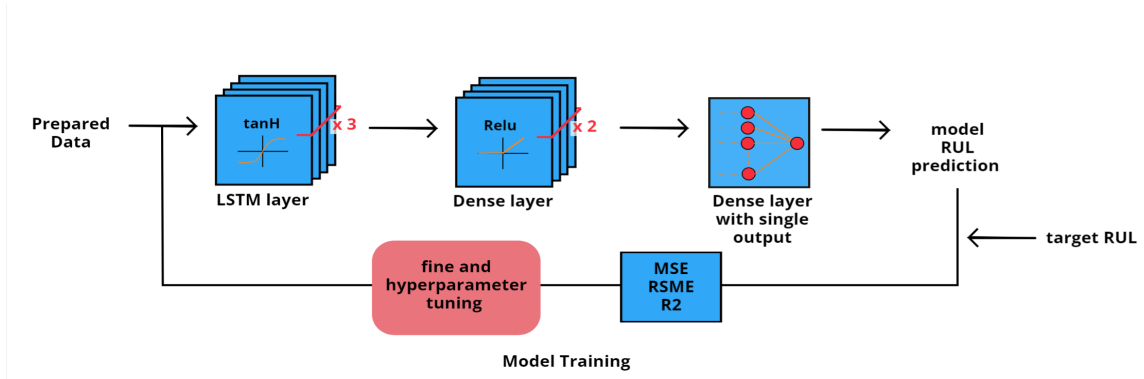 Prepared
Data
tanH
x 3
LSTM layer
Relu
x 2
Dense layer
Dense layer
with single
output
model
RUL
prediction
target RUL
fine and
hyperparameter
tuning
MSE
RSME
R2
Model Training